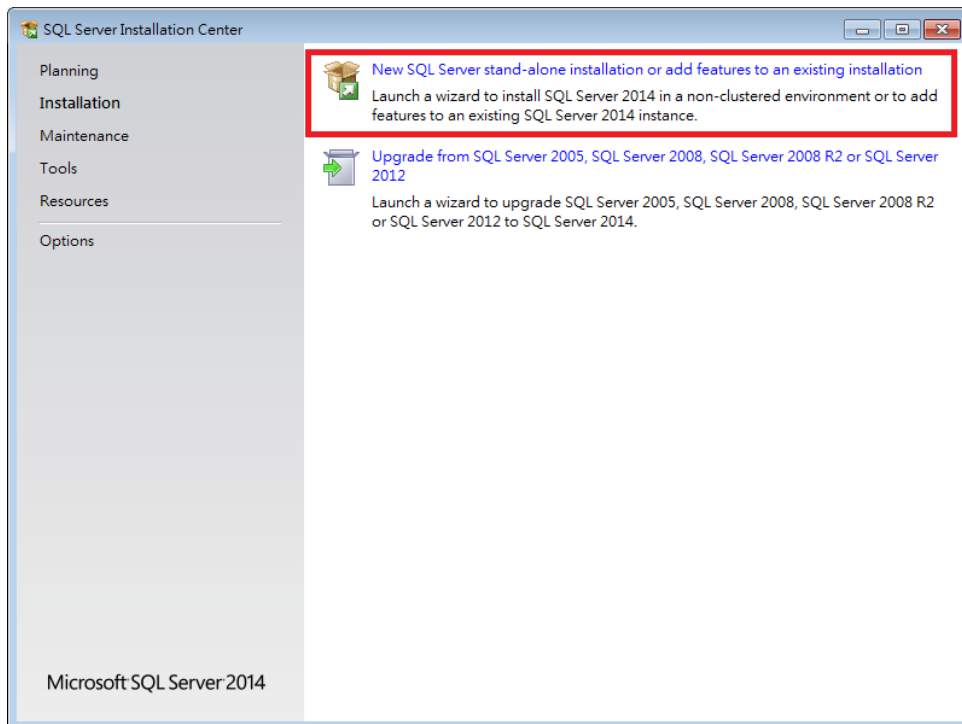 SQL Server Installation Center
Planning
Installation
Maintenance
Tools
Resources
Options
New SQL Server stand-alone installation or add features to an existing installation
Launch a wizard to install SQL Server 2014 in a non-clustered environment or to add
features to an existing SQL Server 2014 instance.
Upgrade from SQL Server 2005, SQL Server 2008, SQL Server 2008 R2 or SQL Server
2012
Launch a wizard to upgrade SQL Server 2005, SQL Server 2008, SQL Server 2008 R2
or SQL Server 2012 to SQL Server 2014.
Microsoft SQL Server 2014